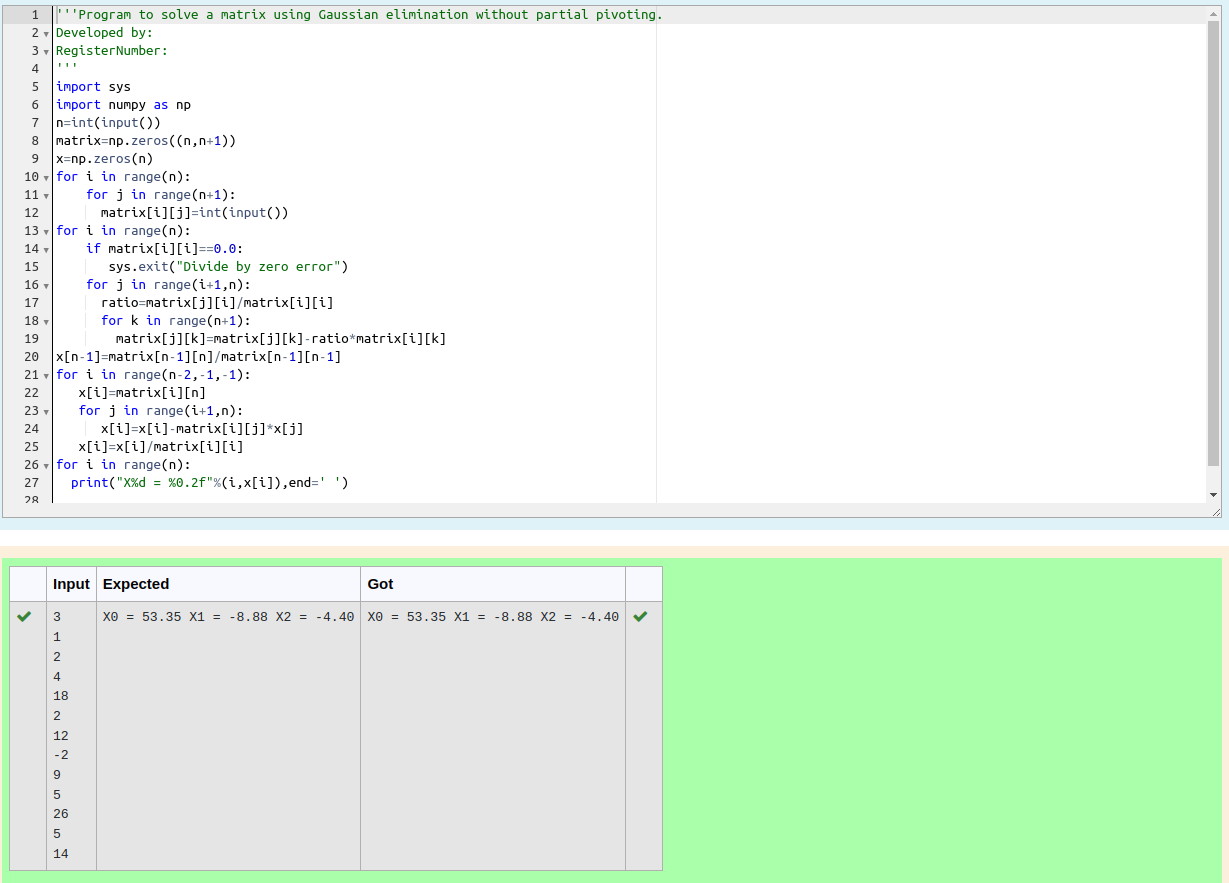 1 '''Program to solve a matrix using Gaussian elimination without partial pivoting.
2 Developed by:
3 RegisterNumber:
4 '''
5 import sys
6 import numpy as np
7 n=int(input())
8 matrix=np.zeros((n,n+1))
9 x=np.zeros(n)
10 for i in range(n):
11     for j in range(n+1):
12       matrix[i][j]=int(input())
13 for i in range(n):
14     if matrix[i][i]==0.0:
15        sys.exit("Divide by zero error")
16     for j in range(i+1,n):
17       ratio=matrix[j][i]/matrix[i][i]
18       for k in range(n+1):
19         matrix[j][k]=matrix[j][k]-ratio*matrix[i][k]
20 x[n-1]=matrix[n-1][n]/matrix[n-1][n-1]
21 for i in range(n-2,-1,-1):
22    x[i]=matrix[i][n]
23    for j in range(i+1,n):
24       x[i]=x[i]-matrix[i][j]*x[j]
25    x[i]=x[i]/matrix[i][i]
26 for i in range(n):
27   print("X%d = %0.2f"%(i,x[i]),end=' ')
28
Input Expected Got
3 X0 = 53.35 X1 = -8.88 X2 = -4.40 X0 = 53.35 X1 = -8.88 X2 = -4.40
1
2
4
18
2
12
-2
9
5
26
5
14